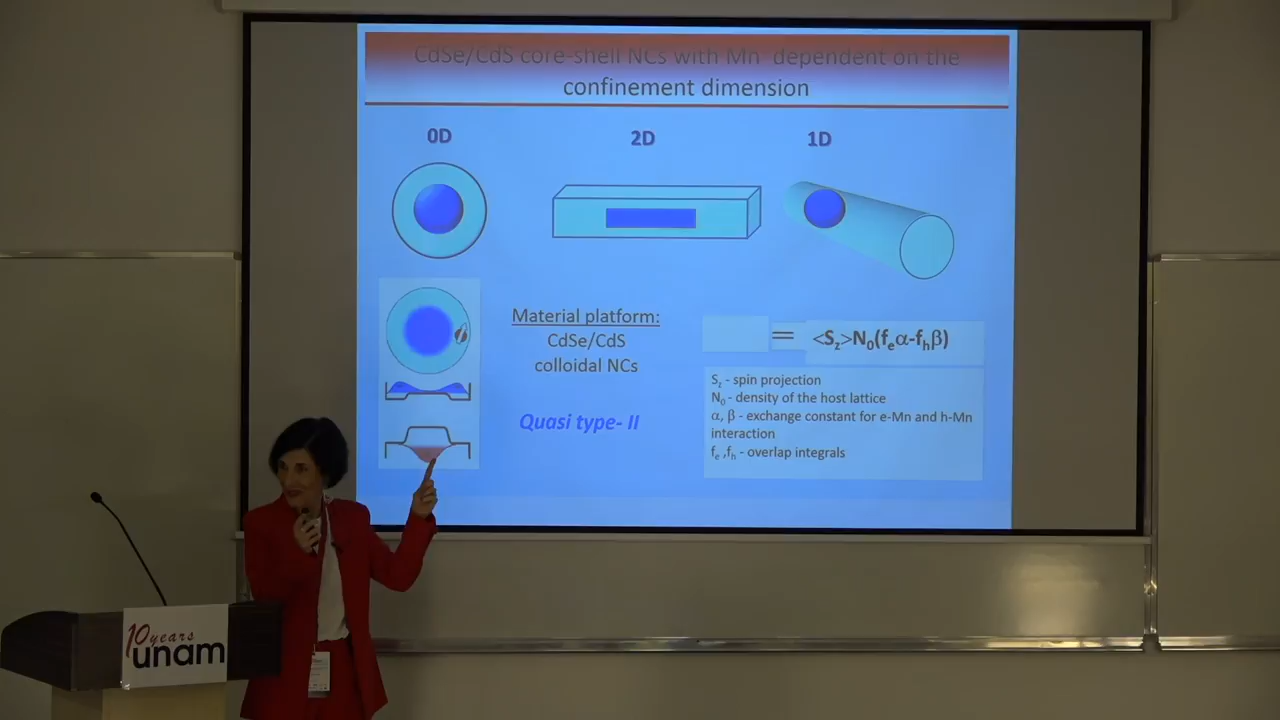 CdSe/CdS core-shell NCs with Mn dependent on the
confinement dimension
0D
2D
1D
Material platform:
CdSe/CdS
colloidal NCs
Quasi type- II
= <Sz>N0(feα-fhβ)
Sz - spin projection
N0 - density of the host lattice
α, β - exchange constant for e-Mn and h-Mn
interaction
fe ,fh - overlap integrals
10 years
unam